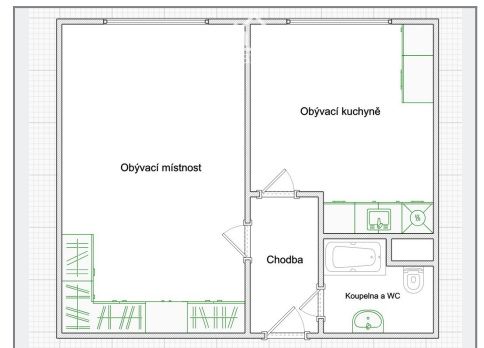 Obývací kuchyně
Obývací místnost
Chodba
Koupelna a WC